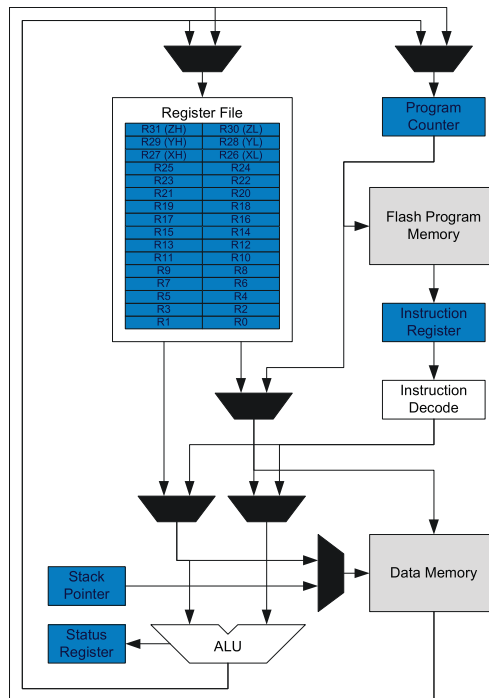 Register File
R31 (ZH) R30 (ZL)
R29 (YH) R28 (YL)
R27 (XH) R26 (XL)
R25 R24
R23 R22
R21 R20
R19 R18
R17 R16
R15 R14
R13 R12
R11 R10
R9 R8
R7 R6
R5 R4
R3 R2
R1 R0
Program
Counter
Flash Program
Memory
Instruction
Register
Instruction
Decode
Stack
Pointer
Data Memory
Status
Register
ALU